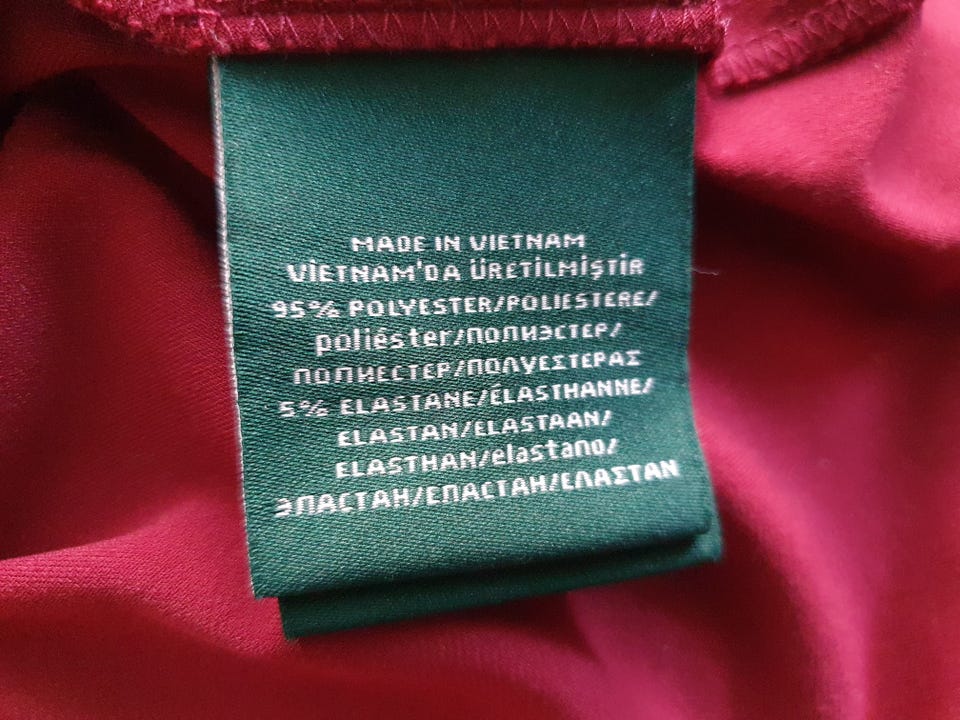 MADE IN VIETNAM
VİETNAM'DA ÜRETİLMİŞTİR
95% POLYESTER/POLIESTERE/
poliéster/ПОЛИЭСТЕР/
ПОЛИЕСТЕР/ΠΟΛΥΕΣΤΕΡΑΣ
5% ELASTANE/ÉLASTHANNE/
ELASTAN/ELASTAAN/
ELASTHAN/elastano/
ЭЛАСТАН/ЕЛАСТАН/ΕΛΑΣΤΑΝ